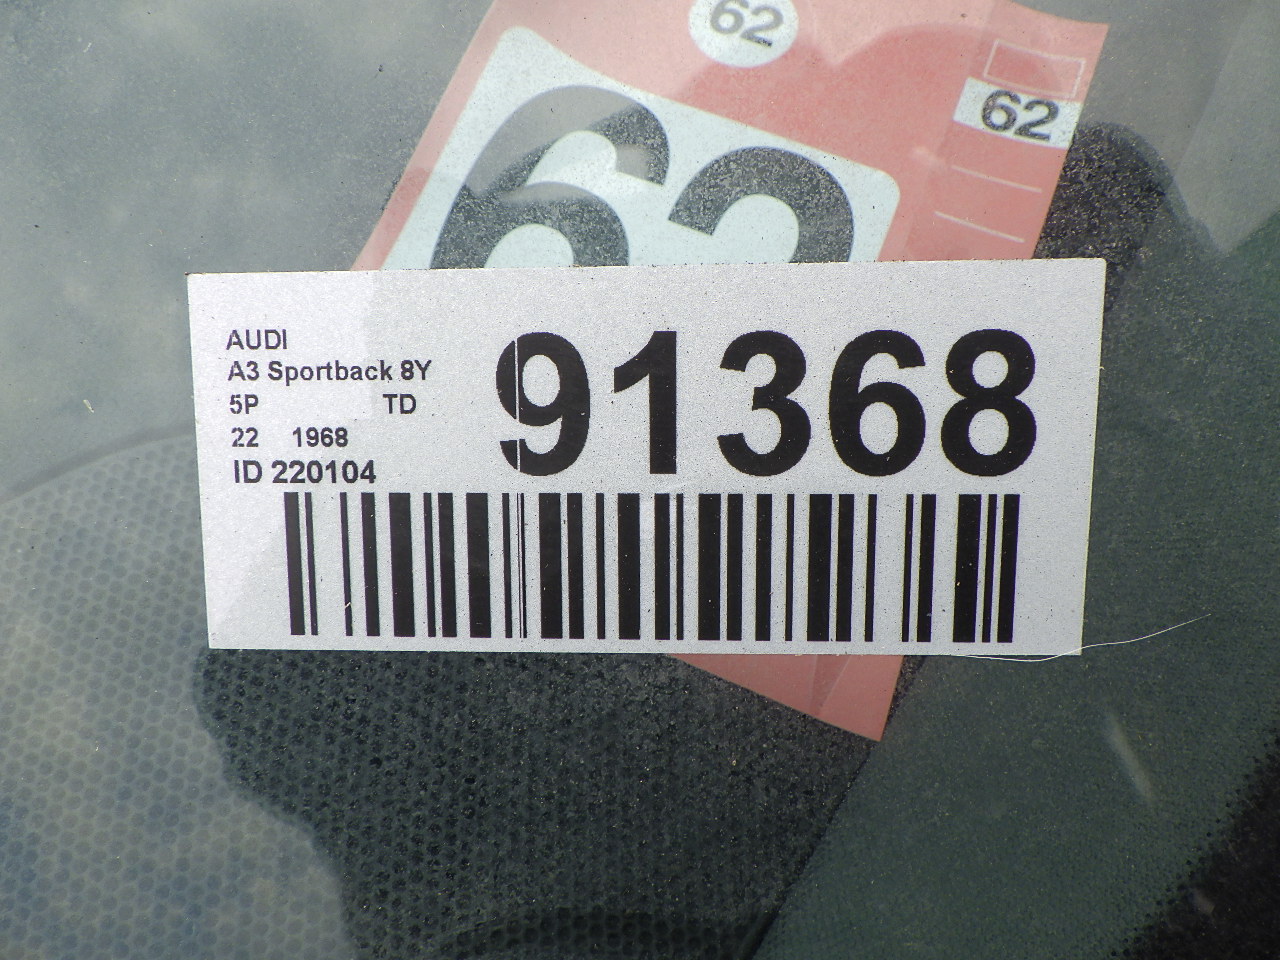 62
62
62
AUDI
A3 Sportback 8Y
5P TD
22 1968
ID 220104
91368